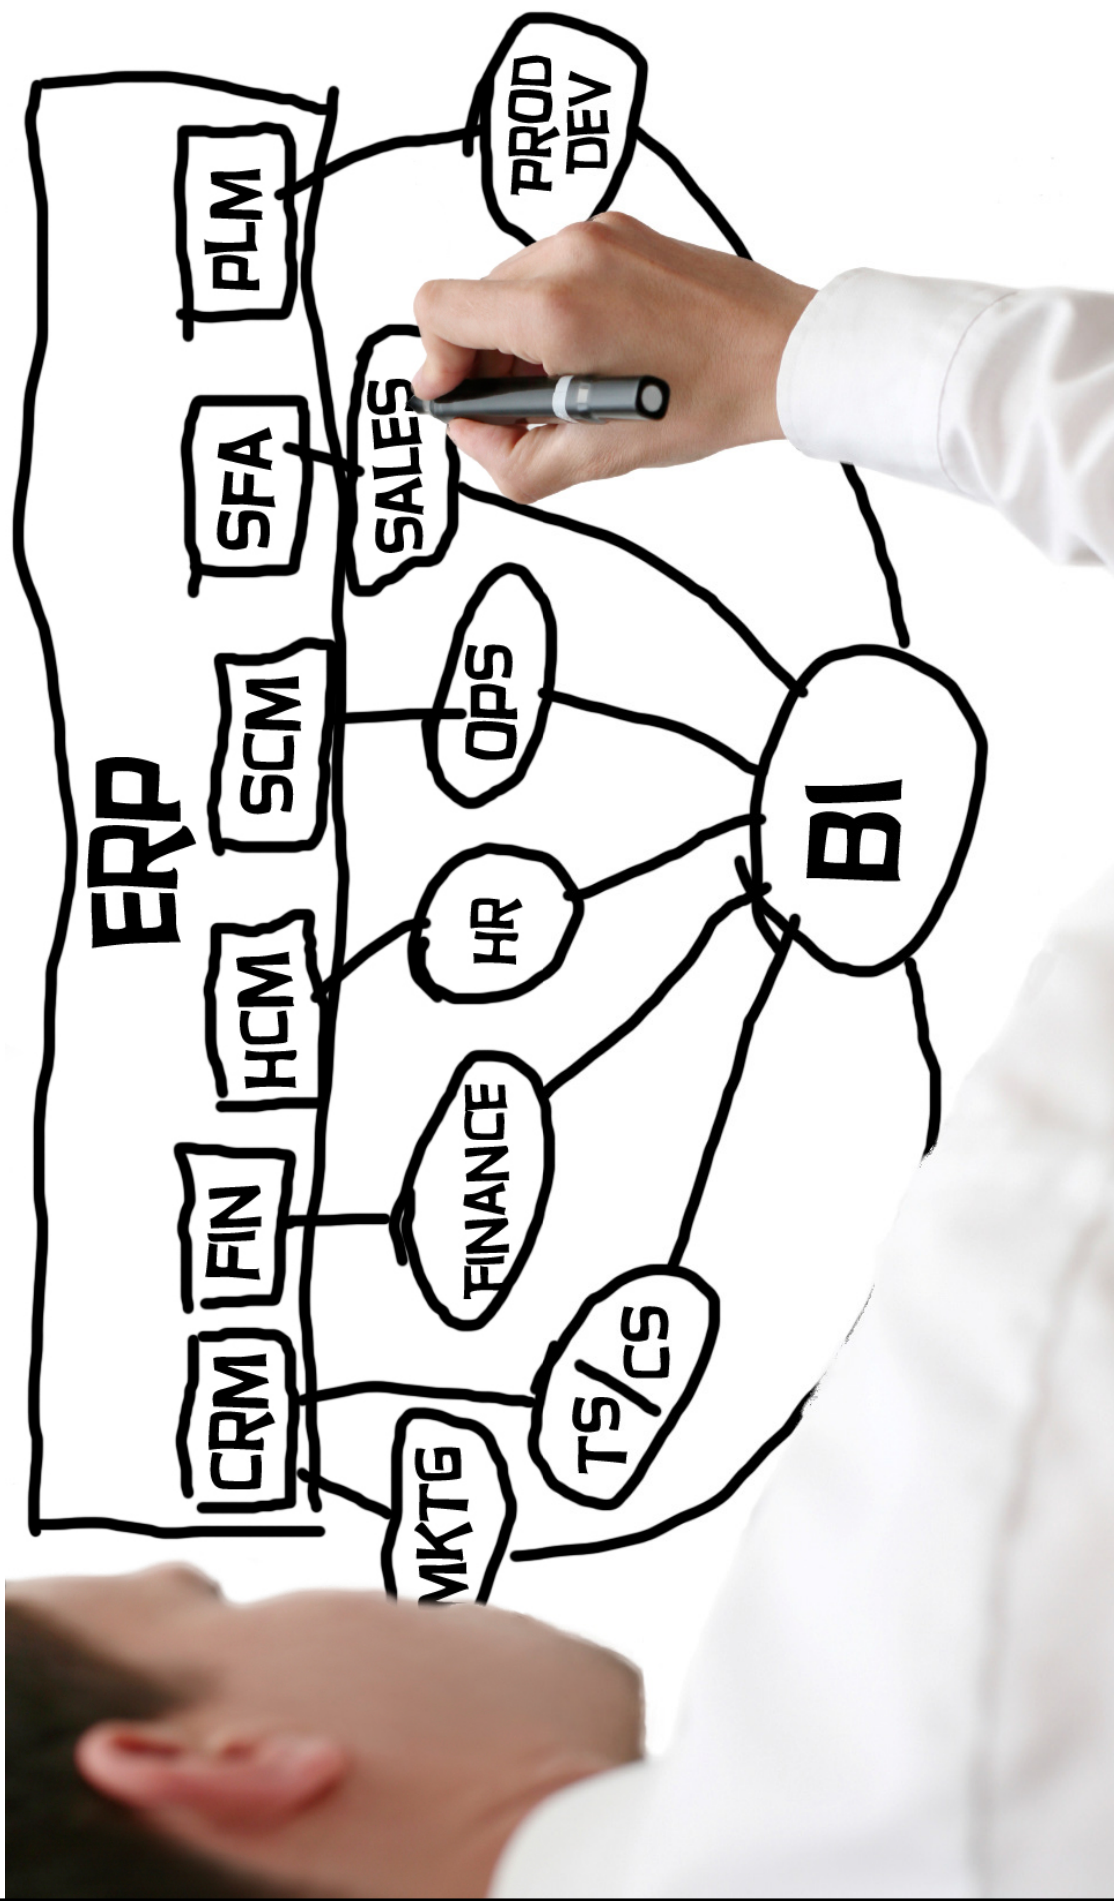 ERP
CRM
FIN
HCM
SCM
SFA
PLM
MKTG
TS/CS
FINANCE
HR
OPS
SALES
PROD
DEV
BI